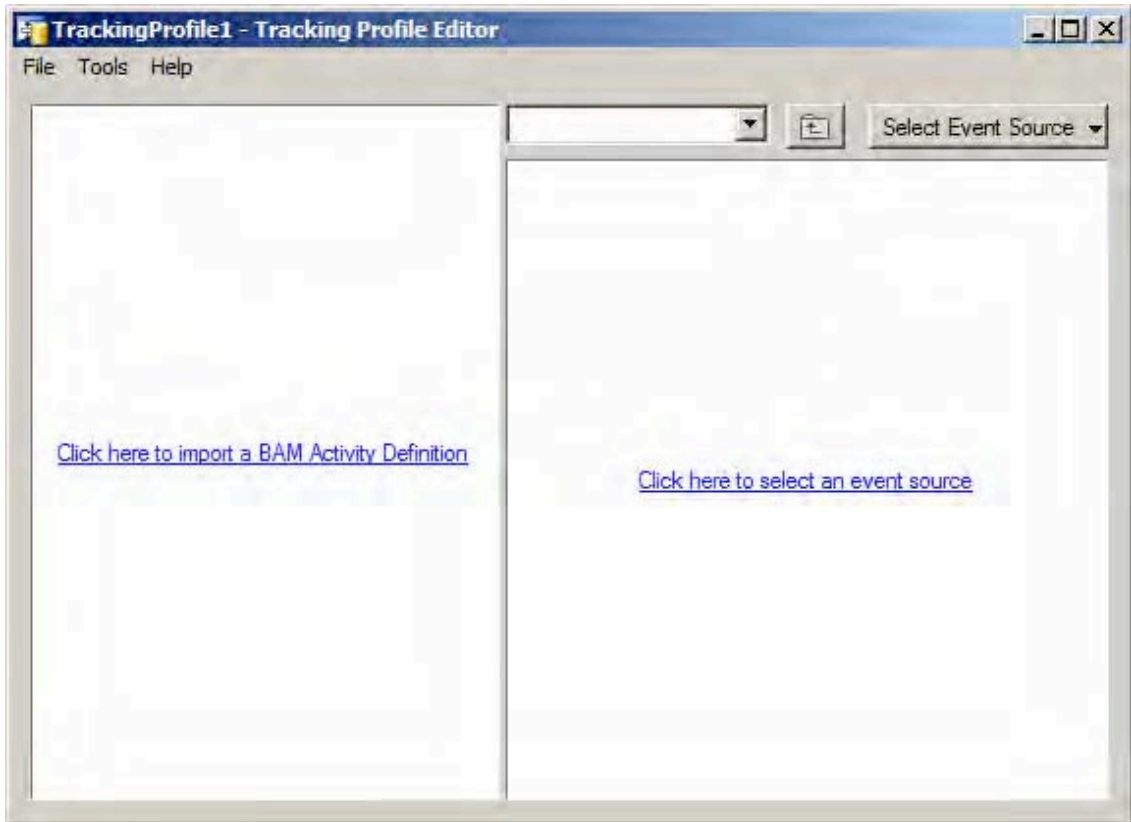 TrackingProfile1 - Tracking Profile Editor
File Tools Help
Select Event Source
Click here to import a BAM Activity Definition
Click here to select an event source